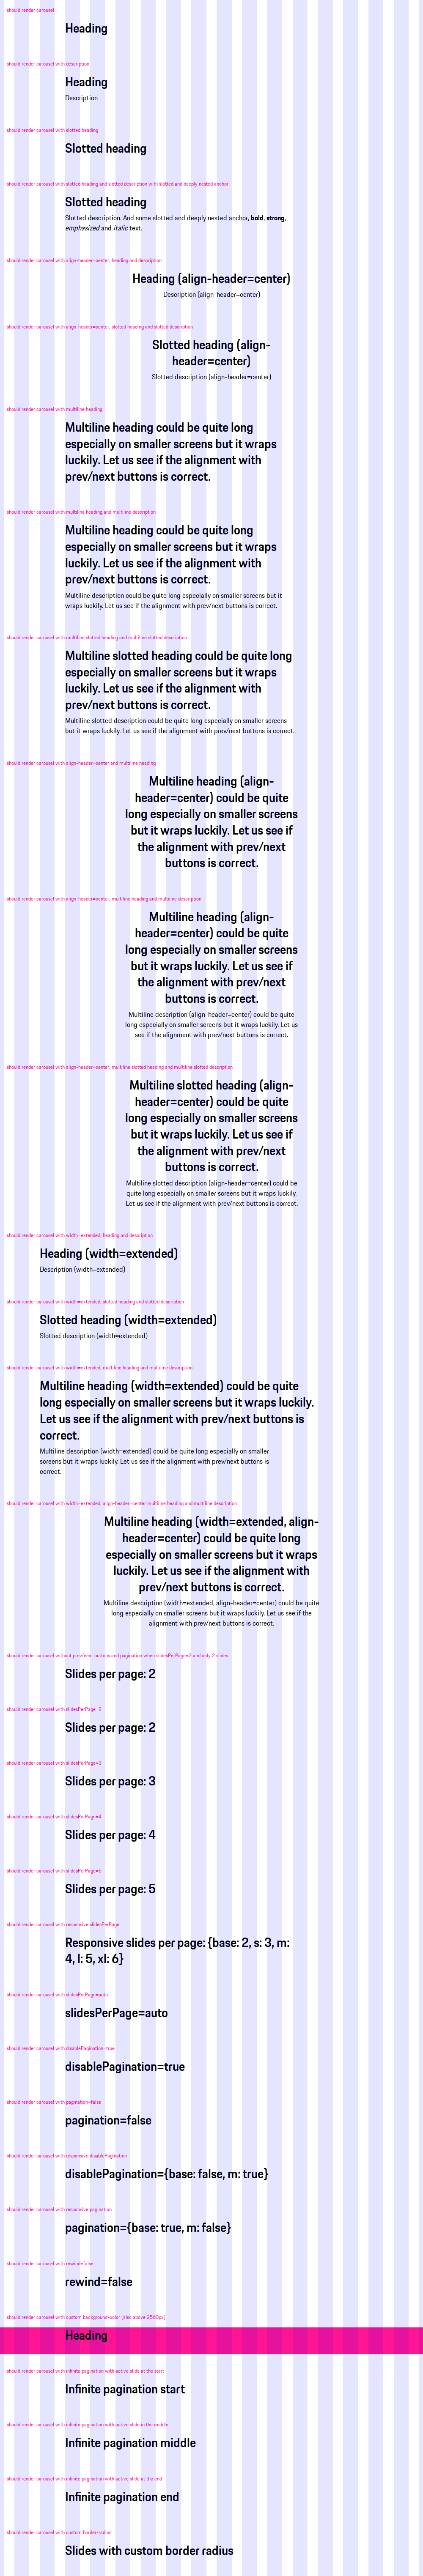 should render carousel
Heading
should render carousel with description
Heading
Description
should render carousel with slotted heading
Slotted heading
should render carousel with slotted heading and slotted description with slotted and deeply nested anchor
Slotted heading
Slotted description. And some slotted and deeply nested anchor, bold, strong,
emphasized and italic text.
should render carousel with align-header=center, heading and description
Heading (align-header=center)
Description (align-header=center)
should render carousel with align-header=center, slotted heading and slotted description
Slotted heading (align-
header=center)
Slotted description (align-header=center)
should render carousel with multiline heading
Multiline heading could be quite long
especially on smaller screens but it wraps
luckily. Let us see if the alignment with
prev/next buttons is correct.
should render carousel with multiline heading and multiline description
Multiline heading could be quite long
especially on smaller screens but it wraps
luckily. Let us see if the alignment with
prev/next buttons is correct.
Multiline description could be quite long especially on smaller screens but it
wraps luckily. Let us see if the alignment with prev/next buttons is correct.
should render carousel with multiline slotted heading and multiline slotted description
Multiline slotted heading could be quite long
especially on smaller screens but it wraps
luckily. Let us see if the alignment with
prev/next buttons is correct.
Multiline slotted description could be quite long especially on smaller screens
but it wraps luckily. Let us see if the alignment with prev/next buttons is correct.
should render carousel with align-header=center and multiline heading
Multiline heading (align-
header=center) could be quite
long especially on smaller screens
but it wraps luckily. Let us see if
the alignment with prev/next
buttons is correct.
should render carousel with align-header=center, multiline heading and multiline description
Multiline heading (align-
header=center) could be quite
long especially on smaller screens
but it wraps luckily. Let us see if
the alignment with prev/next
buttons is correct.
Multiline description (align-header=center) could be quite
long especially on smaller screens but it wraps luckily. Let us
see if the alignment with prev/next buttons is correct.
should render carousel with align-header=center, multiline slotted heading and multiline slotted description
Multiline slotted heading (align-
header=center) could be quite
long especially on smaller screens
but it wraps luckily. Let us see if
the alignment with prev/next
buttons is correct.
Multiline slotted description (align-header=center) could be
quite long especially on smaller screens but it wraps luckily.
Let us see if the alignment with prev/next buttons is correct.
should render carousel with width=extended, heading and description
Heading (width=extended)
Description (width=extended)
should render carousel with width=extended, slotted heading and slotted description
Slotted heading (width=extended)
Slotted description (width=extended)
should render carousel with width=extended, multiline heading and multiline description
Multiline heading (width=extended) could be quite
long especially on smaller screens but it wraps luckily.
Let us see if the alignment with prev/next buttons is
correct.
Multiline description (width=extended) could be quite long especially on smaller
screens but it wraps luckily. Let us see if the alignment with prev/next buttons is
correct.
should render carousel with width=extended, align-header=center multiline heading and multiline description
Multiline heading (width=extended, align-
header=center) could be quite long
especially on smaller screens but it wraps
luckily. Let us see if the alignment with
prev/next buttons is correct.
Multiline description (width=extended, align-header=center) could be quite
long especially on smaller screens but it wraps luckily. Let us see if the
alignment with prev/next buttons is correct.
should render carousel without prev/next buttons and pagination when slidesPerPage=2 and only 2 slides
Slides per page: 2
should render carousel with slidesPerPage=2
Slides per page: 2
should render carousel with slidesPerPage=3
Slides per page: 3
should render carousel with slidesPerPage=4
Slides per page: 4
should render carousel with slidesPerPage=5
Slides per page: 5
should render carousel with responsive slidesPerPage
Responsive slides per page: {base: 2, s: 3, m:
4, l: 5, xl: 6}
should render carousel with slidesPerPage=auto
slidesPerPage=auto
should render carousel with disablePagination=true
disablePagination=true
should render carousel with pagination=false
pagination=false
should render carousel with responsive disablePagination
disablePagination={base: false, m: true}
should render carousel with responsive pagination
pagination={base: true, m: false}
should render carousel with rewind=false
rewind=false
should render carousel with custom background-color (also above 2560px)
Heading
should render carousel with infinite pagination with active slide at the start
Infinite pagination start
should render carousel with infinite pagination with active slide in the middle
Infinite pagination middle
should render carousel with infinite pagination with active slide at the end
Infinite pagination end
should render carousel with custom border-radius
Slides with custom border radius